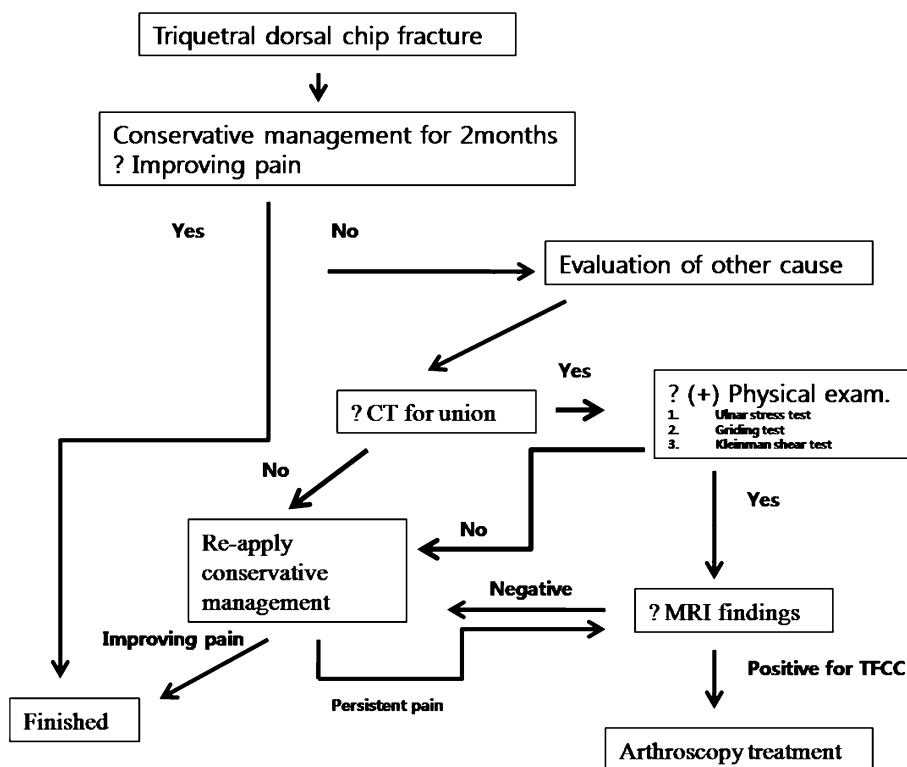 Triquetral dorsal chip fracture
Conservative management for 2months
? Improving pain
Yes
No
Evaluation of other cause
Yes
? CT for union
? (+) Physical exam.
1. Ulnar stress test
2. Griding test
3. Kleinman shear test
No
Yes
No
Re-apply
conservative
management
Negative
? MRI findings
Improving pain
Positive for TFCC
Persistent pain
Finished
Arthroscopy treatment